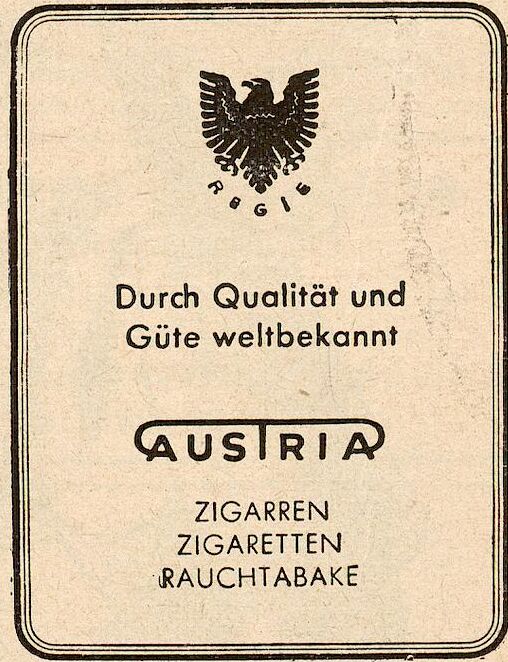 REGIE
Durch Qualität und
Güte weltbekannt
AUSTRIA
ZIGARREN
ZIGARETTEN
RAUCHTABAKE